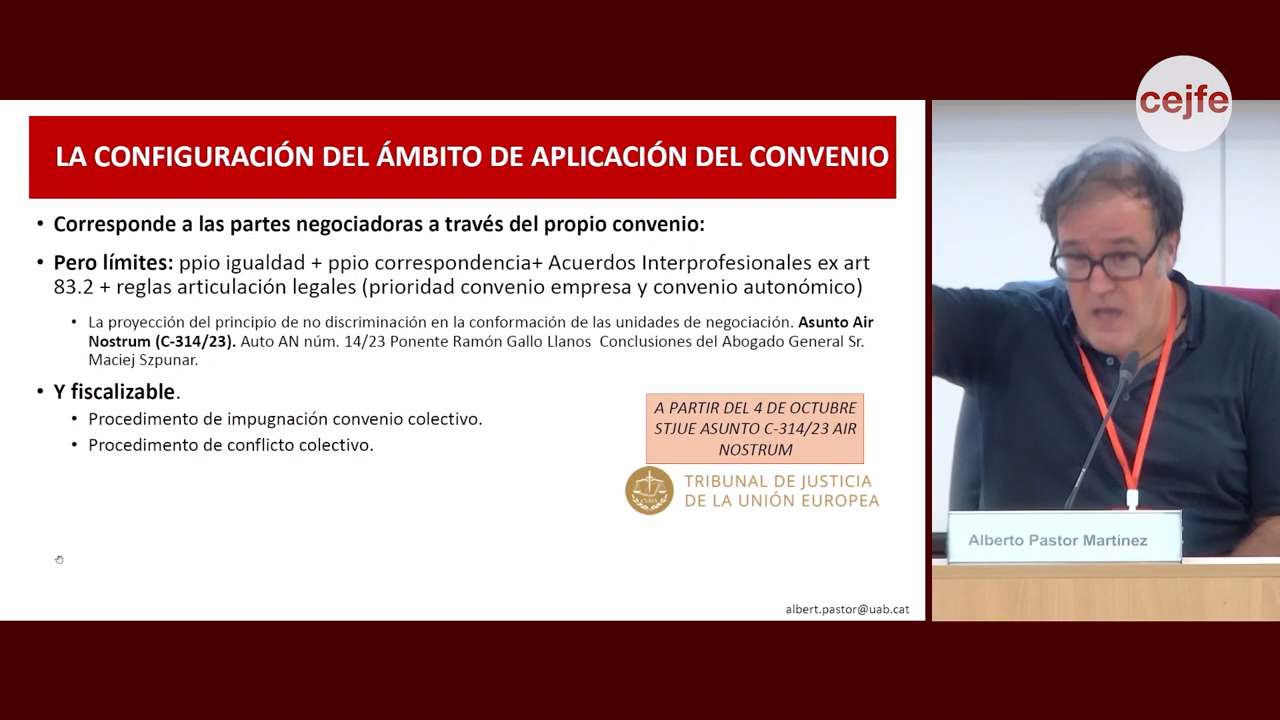 cejfe
LA CONFIGURACIÓN DEL ÁMBITO DE APLICACIÓN DEL CONVENIO
• Corresponde a las partes negociadoras a través del propio convenio:
• Pero límites: ppio igualdad + ppio correspondencia+ Acuerdos Interprofesionales ex art
83.2 + reglas articulación legales (prioridad convenio empresa y convenio autonómico)
• La proyección del principio de no discriminación en la conformación de las unidades de negociación. Asunto Air
Nostrum (C-314/23). Auto AN núm. 14/23 Ponente Ramón Gallo Llanos Conclusiones del Abogado General Sr.
Maciej Szpunar.
• Y fiscalizable.
• Procedimento de impugnación convenio colectivo.
• Procedimento de conflicto colectivo.
A PARTIR DEL 4 DE OCTUBRE
STJUE ASUNTO C-314/23 AIR
NOSTRUM
TRIBUNAL DE JUSTICIA
DE LA UNIÓN EUROPEA
albert.pastor@uab.cat
Alberto Pastor Martinez